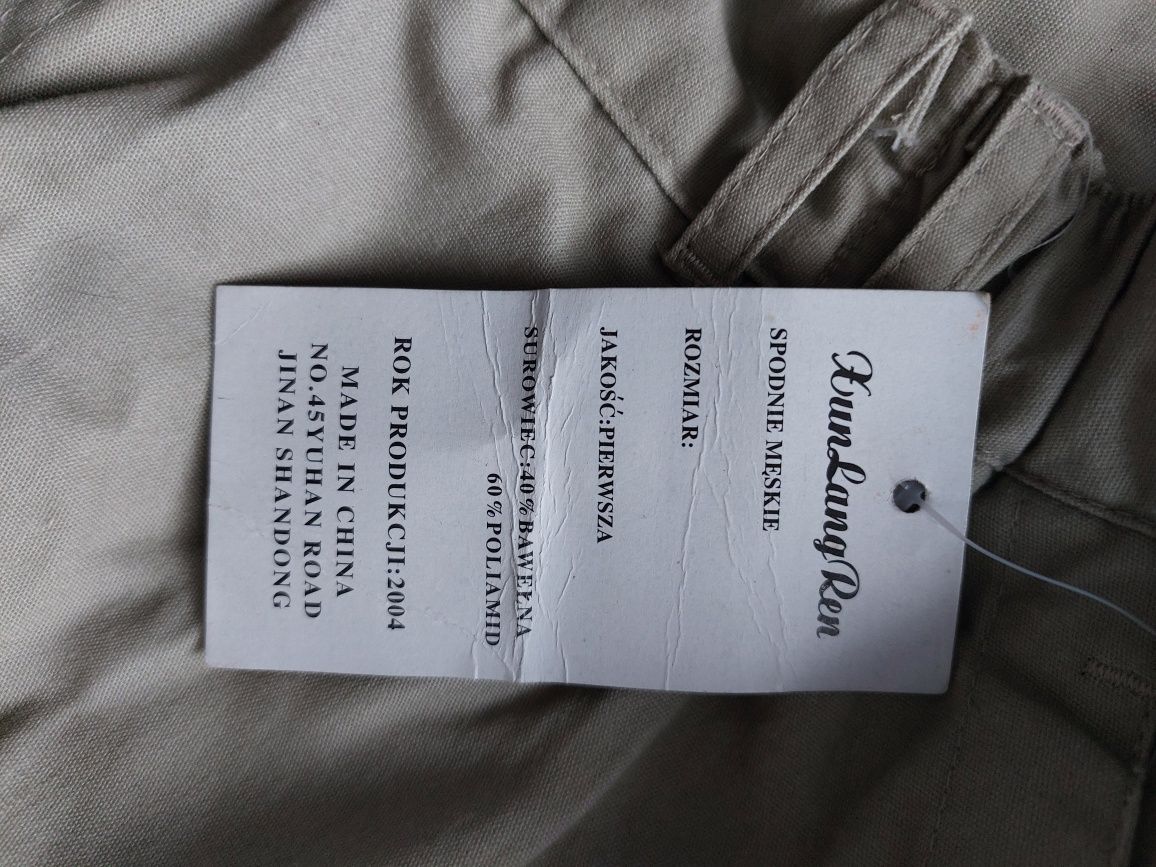 XunLangRen
SPODNIE MĘSKIE
ROZMIAR:
JAKOŚĆ:PIERWSZA
SUROWIEC:40%BAWEŁNA
60%POLIAMID
ROK PRODUKCJI:2004
MADE IN CHINA
NO.45YUHAN ROAD
JINAN SHANDONG